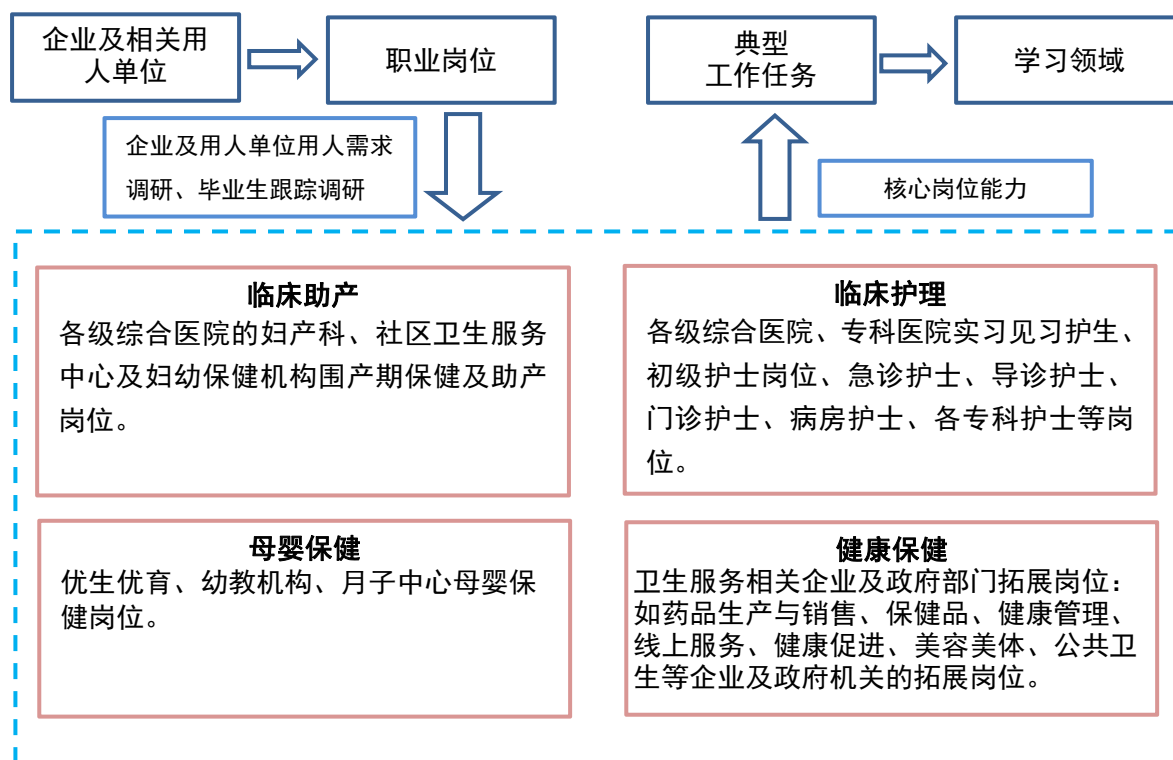 企业及相关用
人单位
职业岗位
典型
工作任务
学习领域
企业及用人单位用人需求
调研、毕业生跟踪调研
核心岗位能力
临床助产
各级综合医院的妇产科、社区卫生服务
中心及妇幼保健机构围产期保健及助产
岗位。
临床护理
各级综合医院、专科医院实习见习护生、
初级护士岗位、急诊护士、导诊护士、
门诊护士、病房护士、各专科护士等岗
位。
母婴保健
优生优育、幼教机构、月子中心母婴保
健岗位。
健康保健
卫生服务相关企业及政府部门拓展岗位：
如药品生产与销售、保健品、健康管理、
线上服务、健康促进、美容美体、公共卫
生等企业及政府机关的拓展岗位。